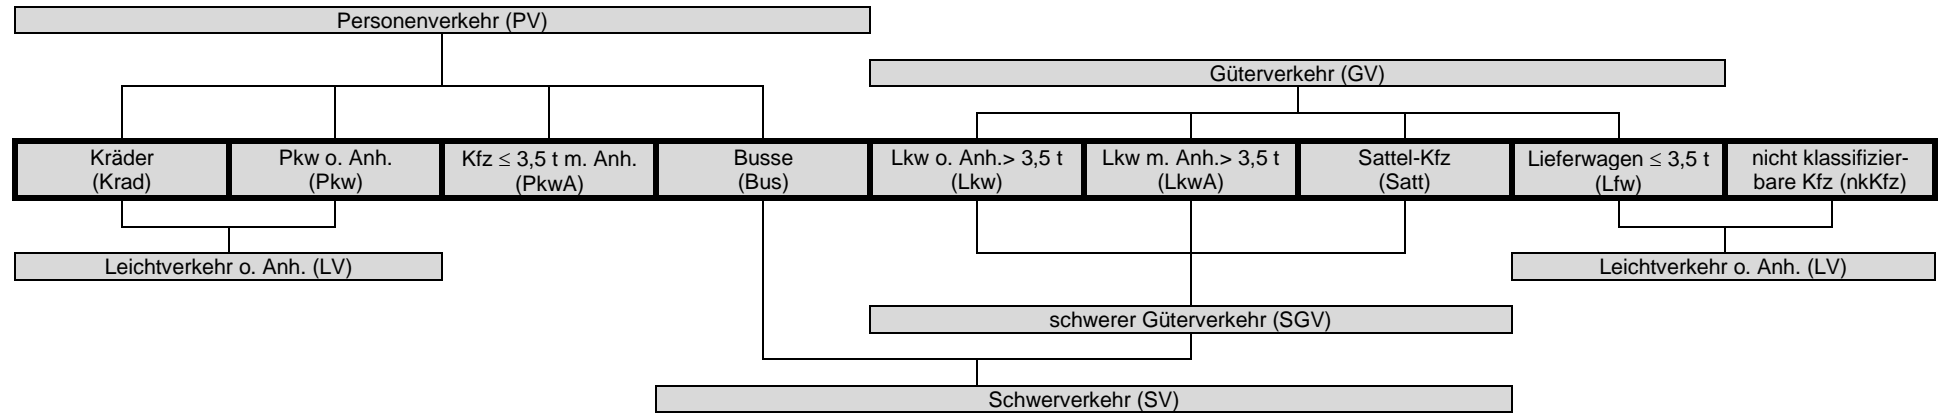 Personenverkehr (PV)
Güterverkehr (GV)
Kräder
(Krad)
Pkw o. Anh.
(Pkw)
Kfz ≤ 3,5 t m. Anh.
(PkwA)
Busse
(Bus)
Lkw o. Anh.> 3,5 t
(Lkw)
Lkw m. Anh.> 3,5 t
(LkwA)
Sattel-Kfz
(Satt)
Lieferwagen ≤ 3,5 t
(Lfw)
nicht klassifizier-
bare Kfz (nkKfz)
Leichtverkehr o. Anh. (LV)
Leichtverkehr o. Anh. (LV)
schwerer Güterverkehr (SGV)
Schwerverkehr (SV)